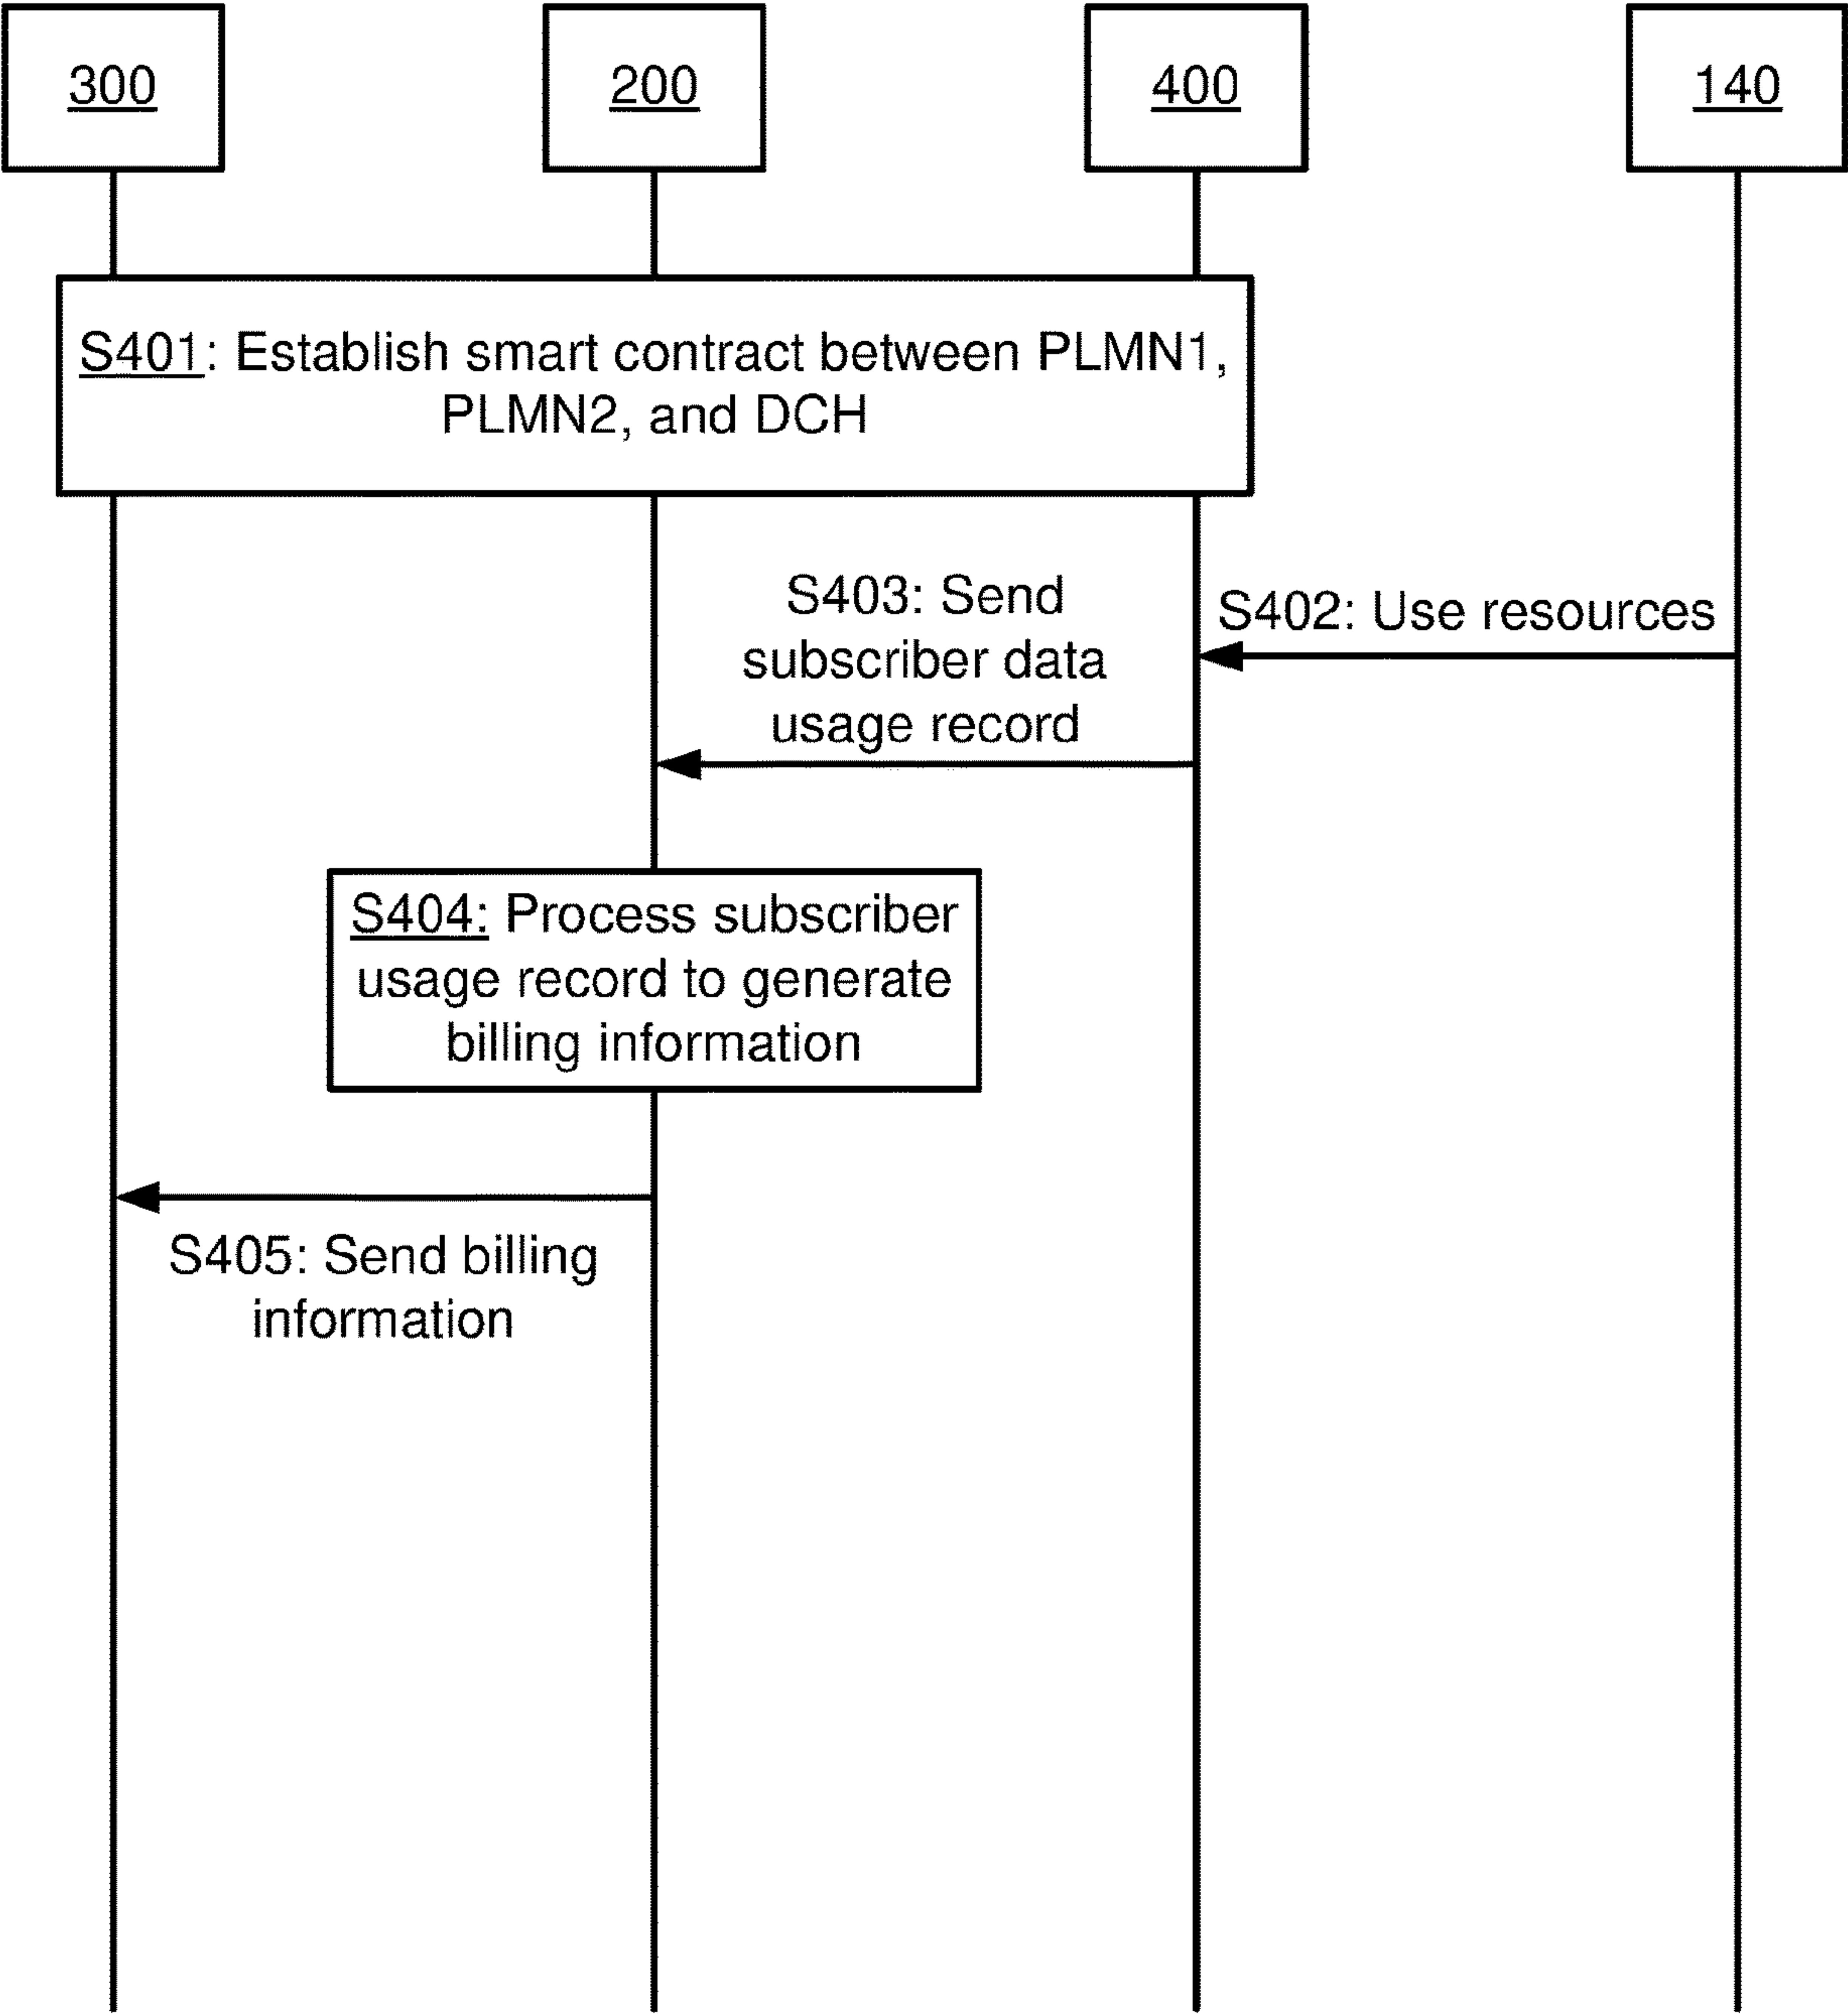 300
200
400
140
S401: Establish smart contract between PLMN1,
PLMN2, and DCH
S402: Use resources
S403: Send
subscriber data
usage record
S404: Process subscriber
usage record to generate
billing information
S405: Send billing
information